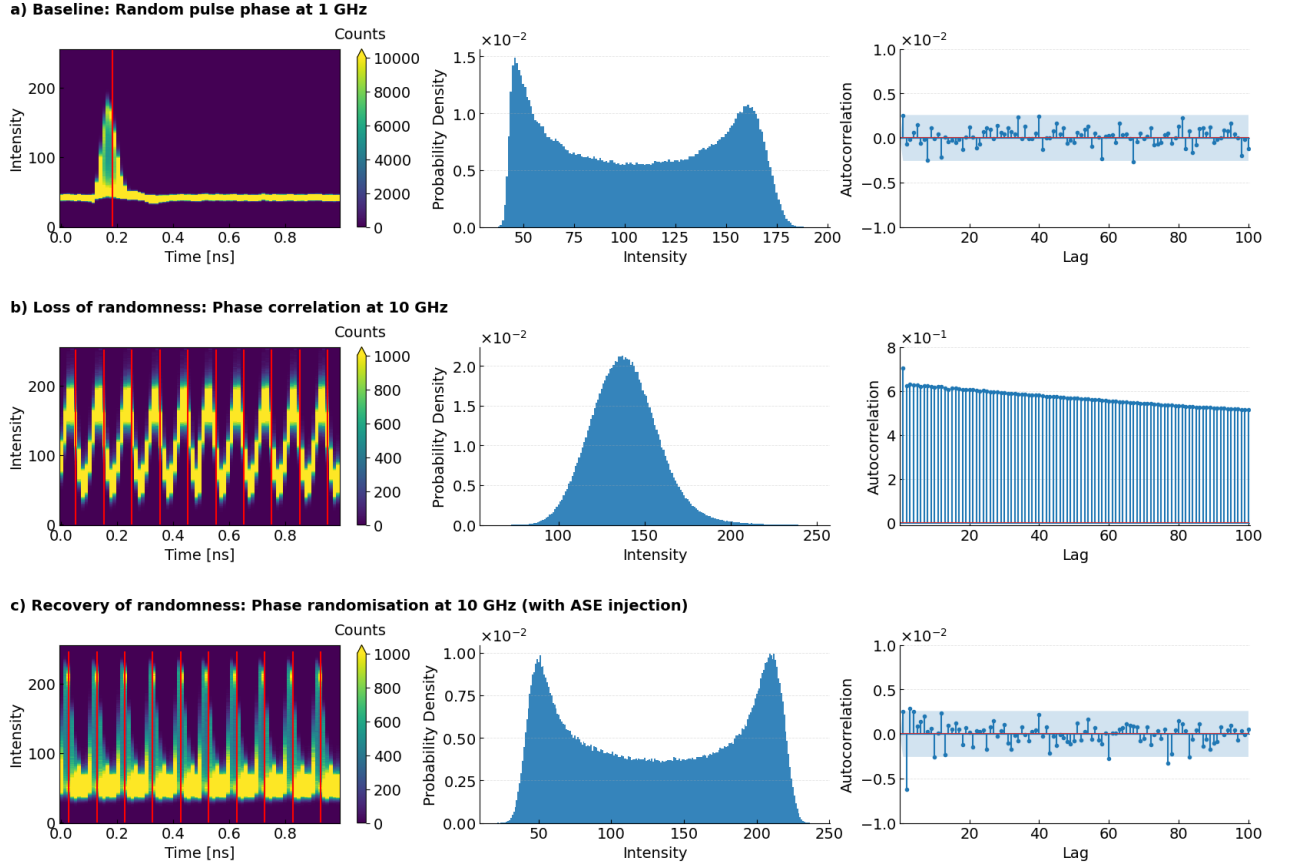 a) Baseline: Random pulse phase at 1 GHz
Counts
Intensity
200
100
0
0.0 0.2 0.4 0.6 0.8
Time [ns]
10000
8000
6000
4000
2000
0
×10⁻²
Probability Density
1.5
1.0
0.5
0.0
50 75 100 125 150 175 200
Intensity
×10⁻²
Autocorrelation
1.0
0.5
0.0
−0.5
−1.0
20 40 60 80 100
Lag
b) Loss of randomness: Phase correlation at 10 GHz
Counts
Intensity
200
100
0
0.0 0.2 0.4 0.6 0.8
Time [ns]
1000
800
600
400
200
0
×10⁻²
Probability Density
2.0
1.5
1.0
0.5
0.0
100 150 200 250
Intensity
×10⁻¹
Autocorrelation
8
6
4
2
0
20 40 60 80 100
Lag
c) Recovery of randomness: Phase randomisation at 10 GHz (with ASE injection)
Counts
Intensity
200
100
0
0.0 0.2 0.4 0.6 0.8
Time [ns]
1000
800
600
400
200
0
×10⁻²
Probability Density
1.00
0.75
0.50
0.25
0.00
50 100 150 200 250
Intensity
×10⁻²
Autocorrelation
1.0
0.5
0.0
−0.5
−1.0
20 40 60 80 100
Lag